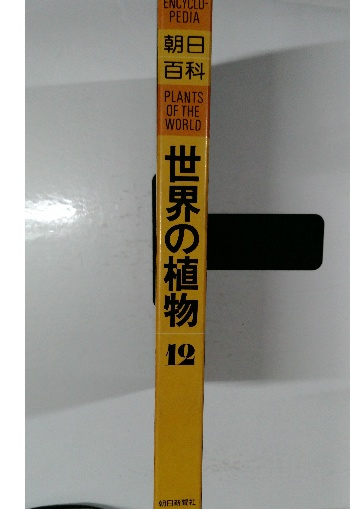 ENCYCLO-
PEDIA
朝日
百科
PLANTS
OF THE
WORLD
世界の植物
12
朝日新聞社